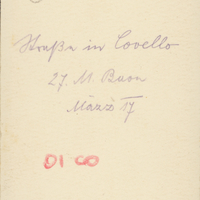 Straße in Covello
27. M. Baon
März 17
01 00